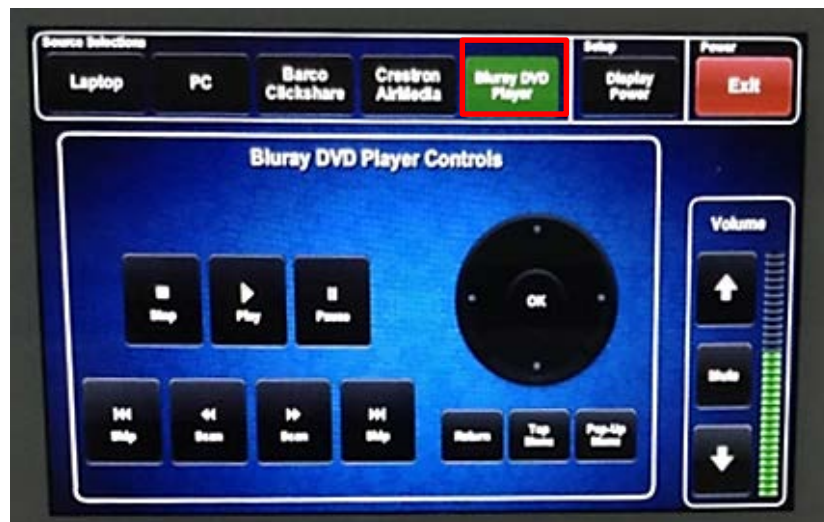 Source Selections
Setup
Power
Laptop
PC
Barco
Clickshare
Crestron
AirMedia
Bluray DVD
Player
Display
Power
Exit
Bluray DVD Player Controls
Volume
OK
Stop
Play
Pause
Mute
Skip
Scan
Scan
Skip
Return
Top
Menu
Pop-Up
Menu